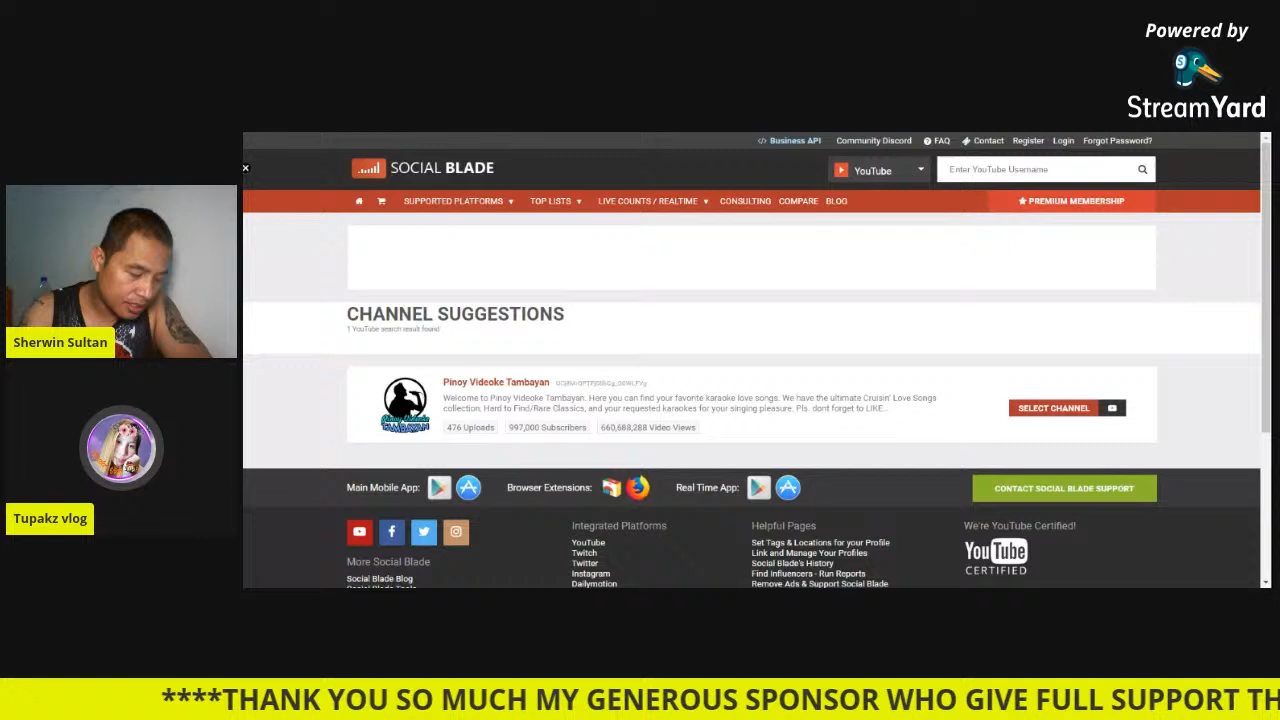 Powered by
StreamYard
Business API Community Discord FAQ Contact Register Login Forgot Password?
SOCIAL BLADE
YouTube
Enter YouTube Username
SUPPORTED PLATFORMS TOP LISTS LIVE COUNTS / REALTIME CONSULTING COMPARE BLOG
PREMIUM MEMBERSHIP
CHANNEL SUGGESTIONS
1 YouTube search result found
Pinoy Videoke Tambayan
Welcome to Pinoy Videoke Tambayan. Here you can find your favorite karaoke love songs. We have the ultimate Cruisin' Love Songs
collection. Hard to Find/Rare Classics, and your requested karaokes for your singing pleasure. Pls. dont forget to LIKE...
476 Uploads 997,000 Subscribers 660,688,288 Video Views
SELECT CHANNEL
Sherwin Sultan
Tupakz vlog
Main Mobile App: Browser Extensions: Real Time App:
CONTACT SOCIAL BLADE SUPPORT
More Social Blade
Social Blade Blog
Social Blade Tools
Integrated Platforms
YouTube
Twitch
Twitter
Instagram
Dailymotion
Helpful Pages
Set Tags & Locations for your Profile
Link and Manage Your Profiles
Social Blade's History
Find Influencers - Run Reports
Remove Ads & Support Social Blade
We're YouTube Certified!
YouTube
CERTIFIED
****THANK YOU SO MUCH MY GENEROUS SPONSOR WHO GIVE FULL SUPPORT TH